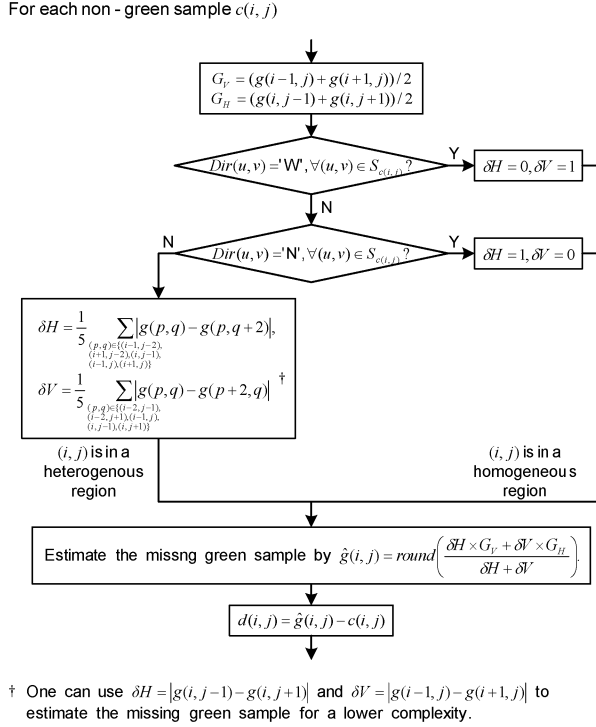 For each non - green sample c(i, j)
G_V = (g(i−1, j) + g(i+1, j))/2
G_H = (g(i, j−1) + g(i, j+1))/2
Dir(u, v) ='W', ∀(u, v) ∈ S_c(i, j) ?
Y
δH = 0, δV = 1
N
Dir(u, v) ='N', ∀(u, v) ∈ S_c(i, j) ?
Y
δH = 1, δV = 0
N
δH = 1/5 ∑ |g(p, q) − g(p, q + 2)|,
(p,q)∈{(i−1, j−2),
(i+1, j−2),(i, j−1),
(i−1, j),(i+1, j)}
δV = 1/5 ∑ |g(p, q) − g(p + 2, q)| †
(p,q)∈{(i−2, j−1),
(i−2, j+1),(i−1, j),
(i, j−1),(i, j+1)}
(i, j) is in a
heterogenous
region
(i, j) is in a
homogeneous
region
Estimate the missng green sample by ĝ(i, j) = round((δH × G_V + δV × G_H)/(δH + δV)).
d(i, j) = ĝ(i, j) − c(i, j)
† One can use δH = |g(i, j−1) − g(i, j+1)| and δV = |g(i−1, j) − g(i+1, j)| to
estimate the missing green sample for a lower complexity.